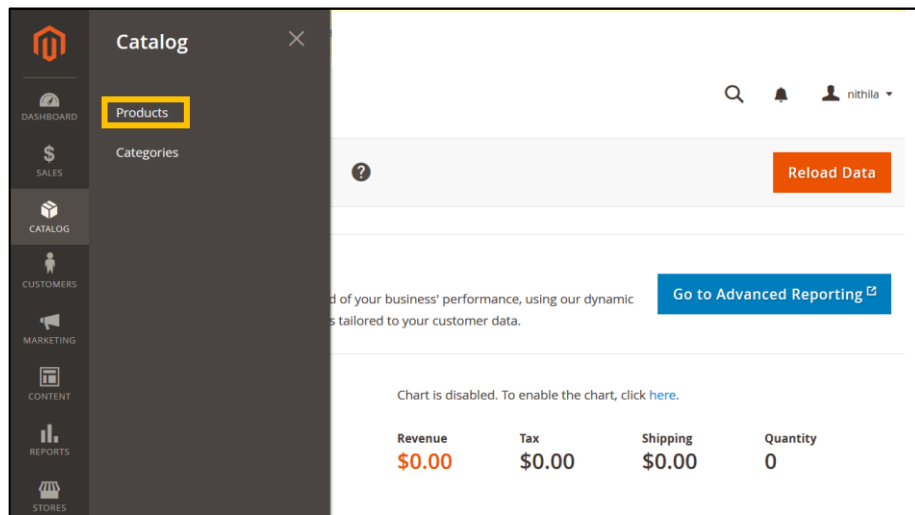 Catalog
DASHBOARD
Products
nithila
Categories
SALES
Reload Data
CATALOG
CUSTOMERS
d of your business' performance, using our dynamic
s tailored to your customer data.
Go to Advanced Reporting
MARKETING
CONTENT
Chart is disabled. To enable the chart, click here.
REPORTS
Revenue Tax Shipping Quantity
$0.00 $0.00 $0.00 0
STORES